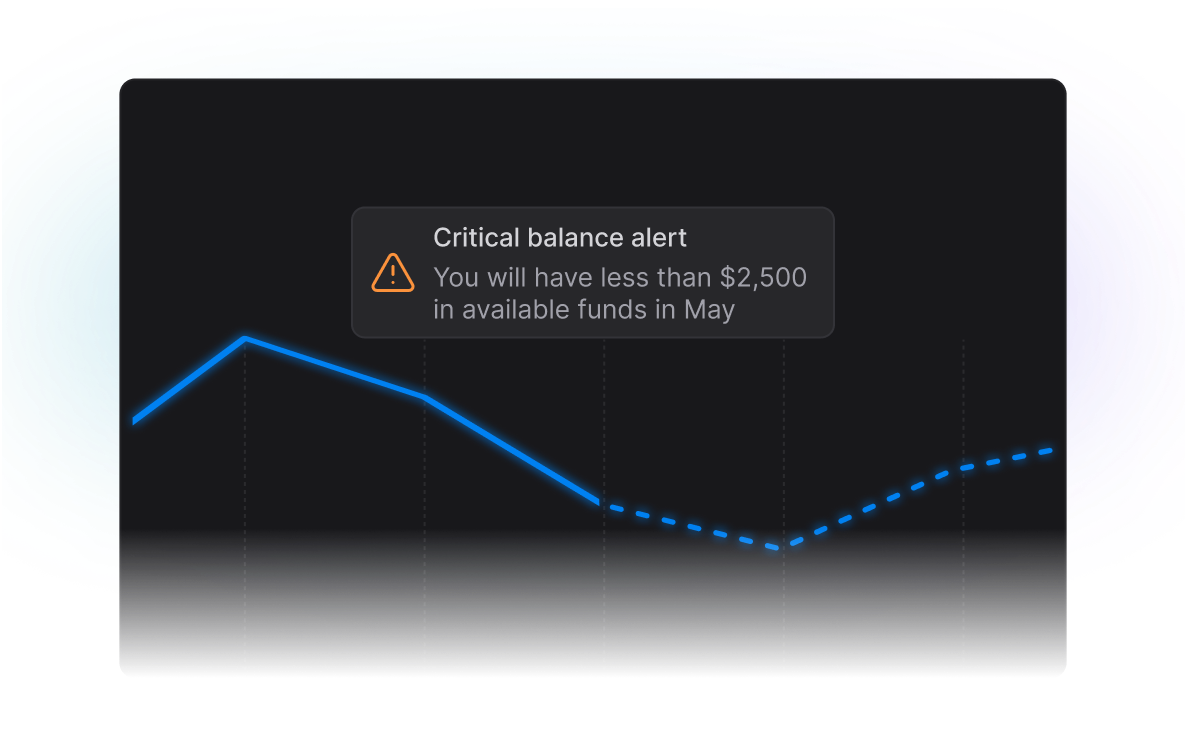 Critical balance alert
You will have less than $2,500
in available funds in May